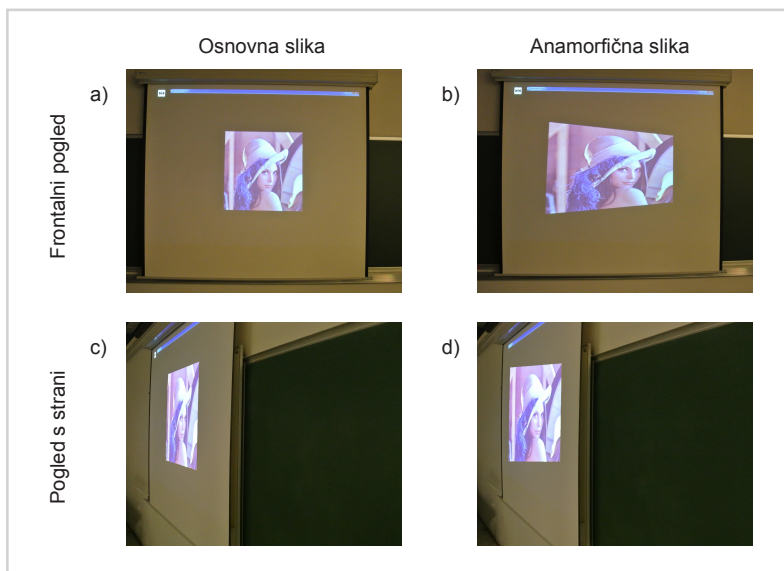 Osnovna slika
Anamorfična slika
a)
b)
Frontalni pogled
c)
d)
Pogled s strani